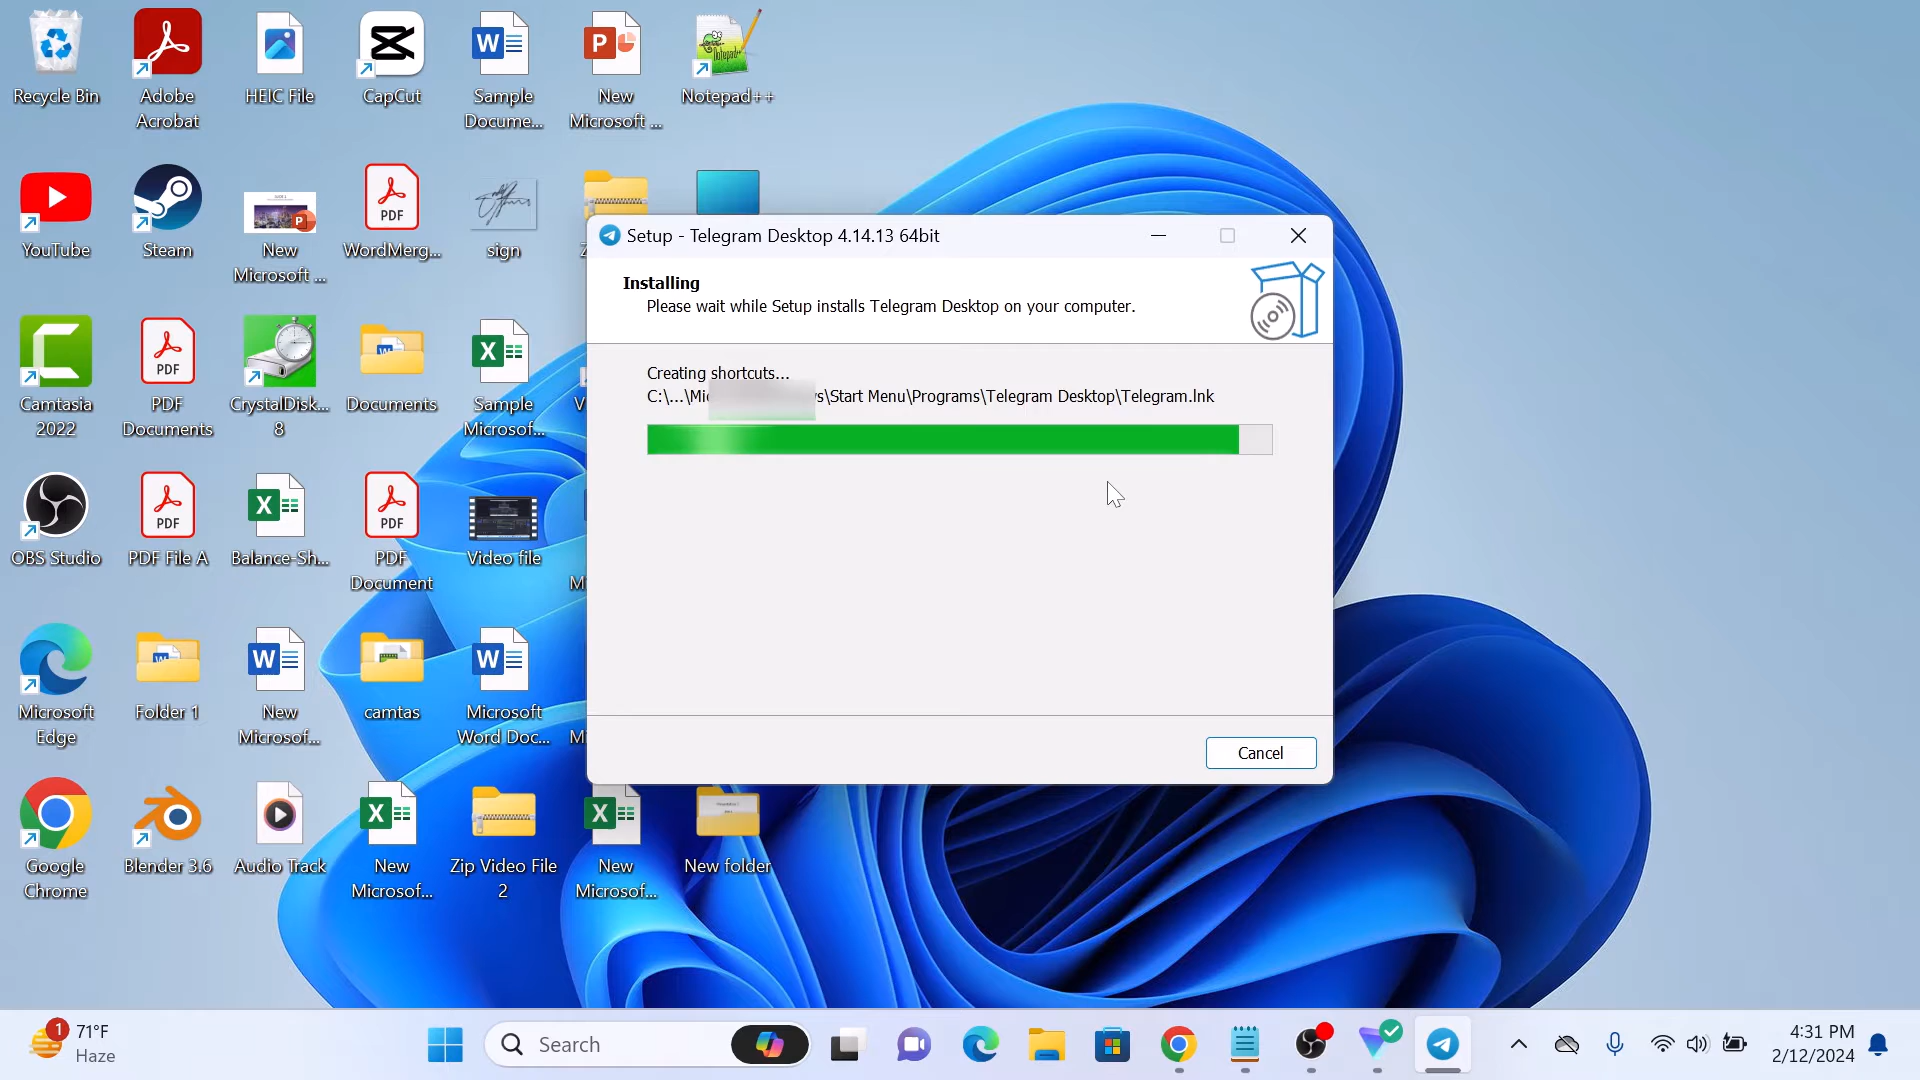 Recycle Bin
Adobe
Acrobat
HEIC File
CapCut
Sample
Docume...
New
Microsoft ...
Notepad++
YouTube
Steam
New
Microsoft ...
WordMerg...
sign
Camtasia
2022
PDF
Documents
CrystalDisk...
8
Documents
Sample
Microsof...
OBS Studio
PDF File A
Balance-Sh...
PDF
Document
Video file
Microsoft
Edge
Folder 1
New
Microsof...
camtas
Microsoft
Word Doc...
Google
Chrome
Blender 3.6
Audio Track
New
Microsof...
Zip Video File
2
New
Microsof...
New folder
Setup - Telegram Desktop 4.14.13 64bit
Installing
Please wait while Setup installs Telegram Desktop on your computer.
Creating shortcuts...
C:\...\Mic s\Start Menu\Programs\Telegram Desktop\Telegram.lnk
Cancel
1
71°F
Haze
Search
4:31 PM
2/12/2024